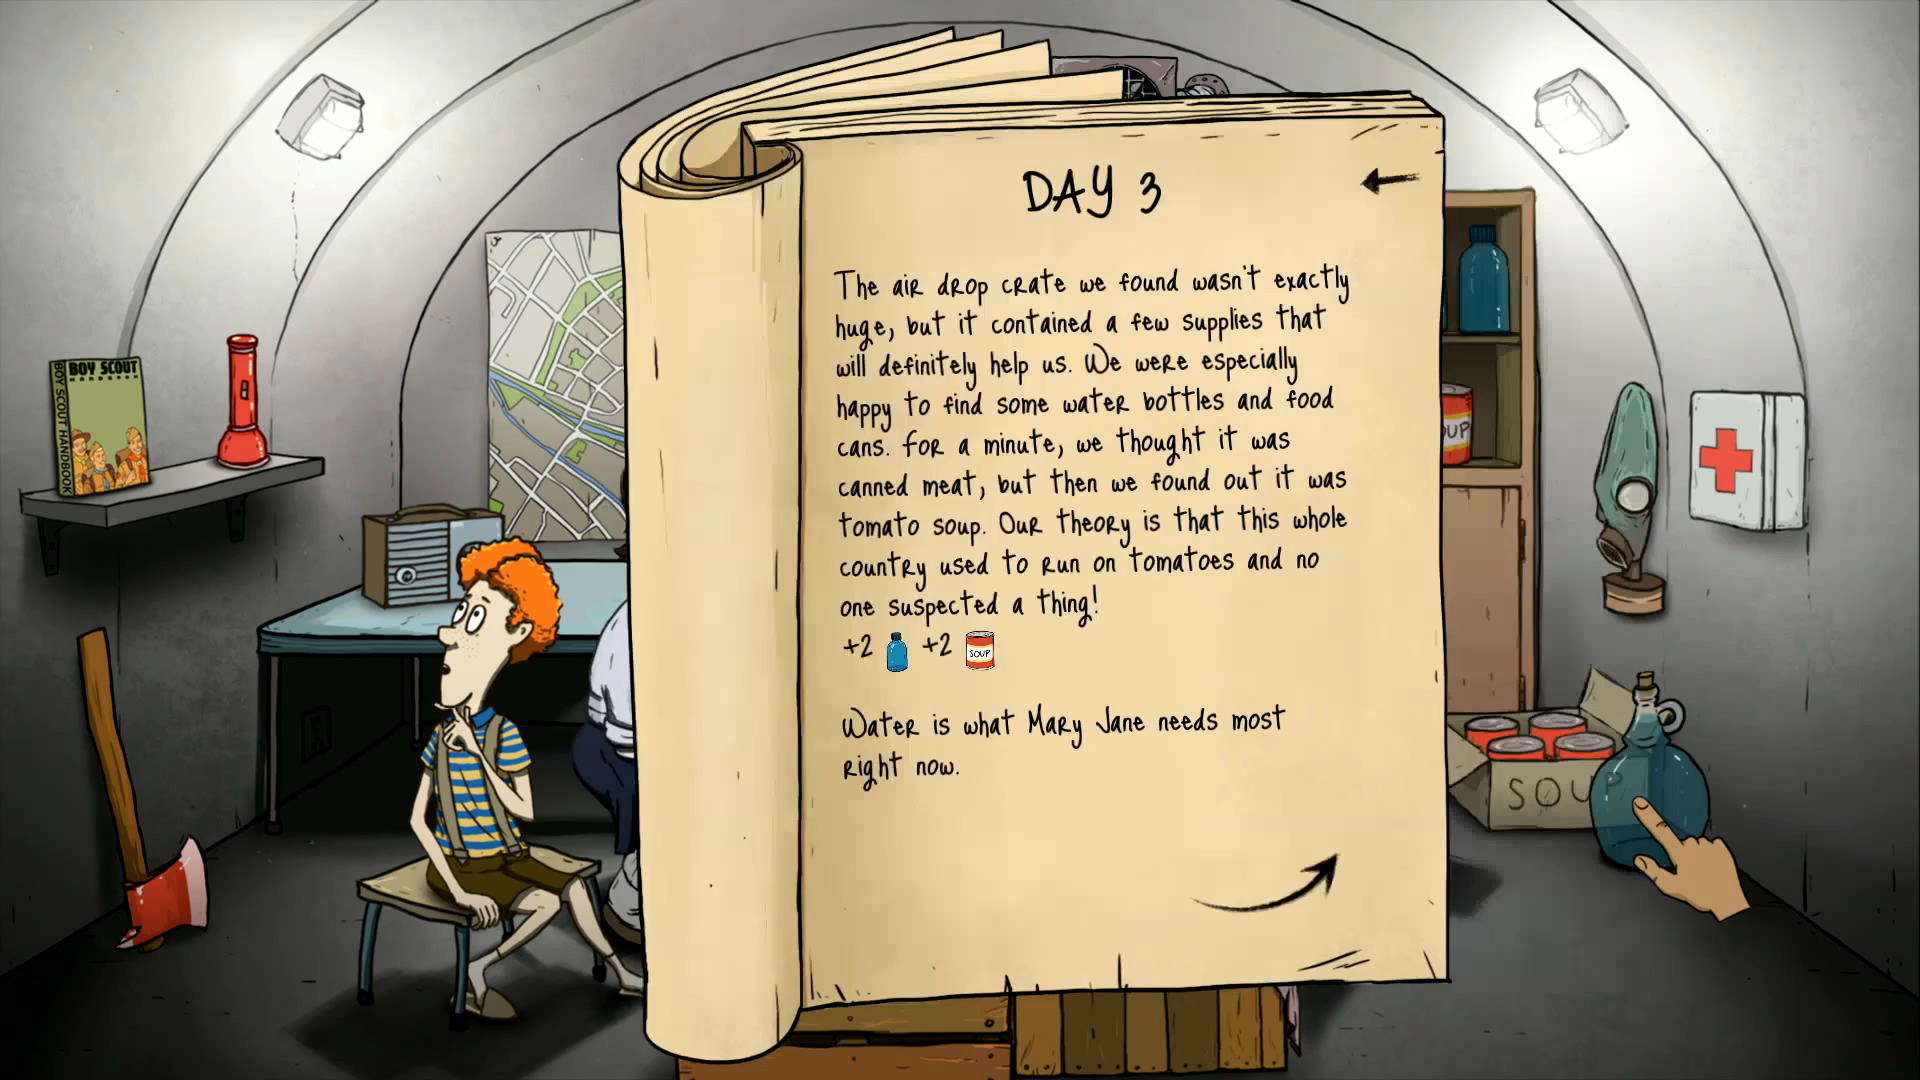 DAY 3
The air drop crate we found wasn't exactly
huge, but it contained a few supplies that
will definitely help us. We were especially
happy to find some water bottles and food
cans. For a minute, we thought it was
canned meat, but then we found out it was
tomato soup. Our theory is that this whole
country used to run on tomatoes and no
one suspected a thing!
+2 +2 SOUP
Water is what Mary Jane needs most
right now.
BOY SCOUT
HANDBOOK
BOY SCOUT HANDBOOK
OUP
SOU